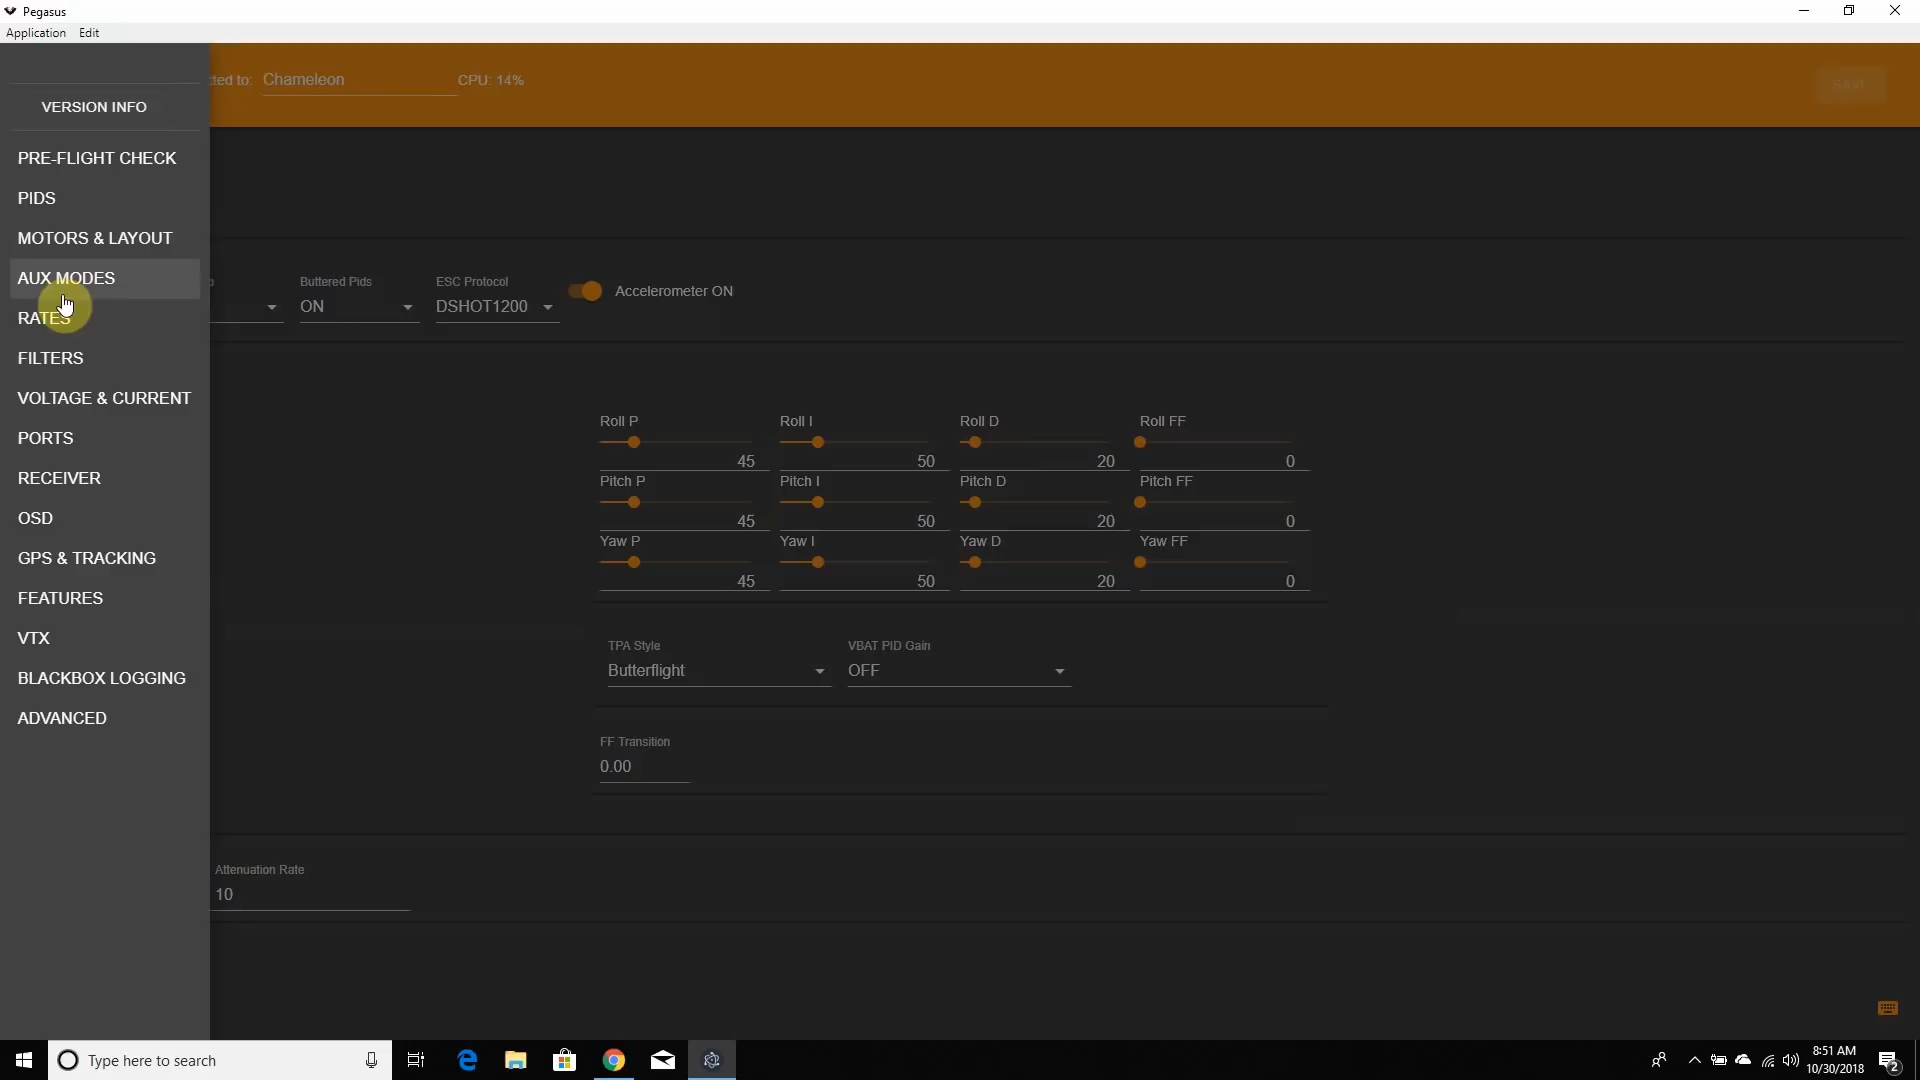 Pegasus
Application Edit
ted to: Chameleon CPU: 14% SAVE
VERSION INFO
PRE-FLIGHT CHECK
PIDS
MOTORS & LAYOUT
AUX MODES
RATES
FILTERS
VOLTAGE & CURRENT
PORTS
RECEIVER
OSD
GPS & TRACKING
FEATURES
VTX
BLACKBOX LOGGING
ADVANCED
Buttered Pids ESC Protocol
ON DSHOT1200 Accelerometer ON
Roll P Roll I Roll D Roll FF
45 50 20 0
Pitch P Pitch I Pitch D Pitch FF
45 50 20 0
Yaw P Yaw I Yaw D Yaw FF
45 50 20 0
TPA Style VBAT PID Gain
Butterflight OFF
FF Transition
0.00
Attenuation Rate
10
Type here to search
8:51 AM
10/30/2018
2